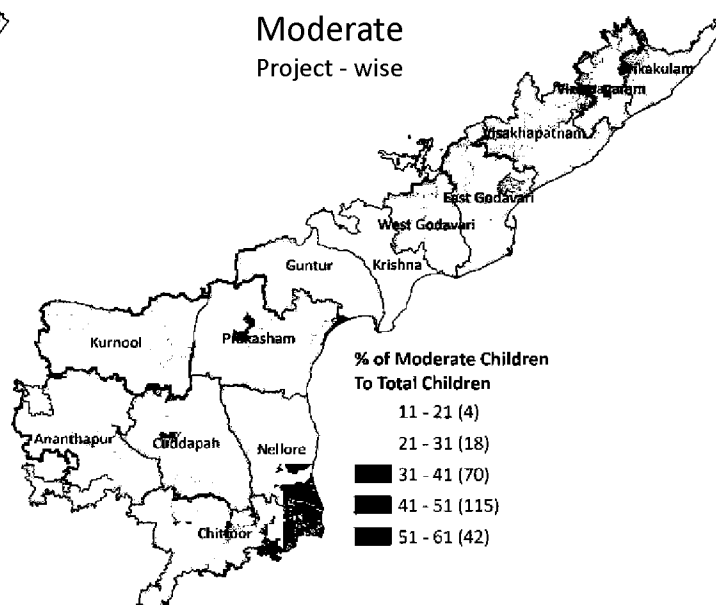 Moderate
Project - wise
Srikakulam
Vizianagaram
Visakhapatnam
East Godavari
West Godavari
Guntur
Krishna
Kurnool
Prakasham
% of Moderate Children
To Total Children
11 - 21 (4)
Ananthapur
Cuddapah
Nellore
21 - 31 (18)
31 - 41 (70)
41 - 51 (115)
Chittoor
51 - 61 (42)